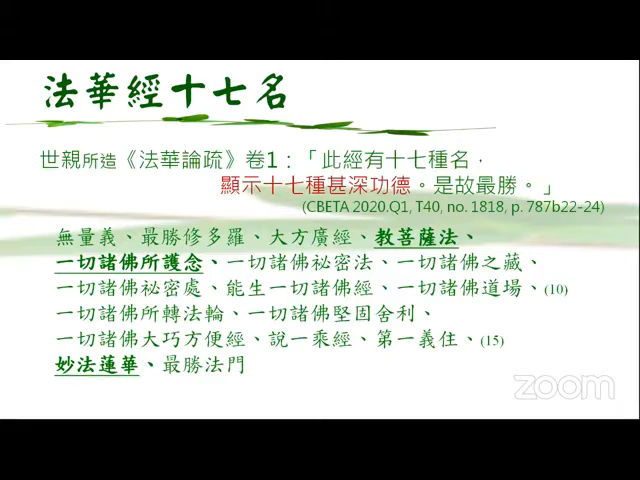 法華經十七名
世親所造《法華論疏》卷1：「此經有十七種名，
顯示十七種甚深功德。是故最勝。」
(CBETA 2020.Q1, T40, no. 1818, p. 787b22-24)
無量義、最勝修多羅、大方廣經、教菩薩法、
一切諸佛所護念、一切諸佛祕密法、一切諸佛之藏、
一切諸佛祕密處、能生一切諸佛經、一切諸佛道場、(10)
一切諸佛所轉法輪、一切諸佛堅固舍利、
一切諸佛大巧方便經、說一乘經、第一義住、(15)
妙法蓮華、最勝法門
zoom